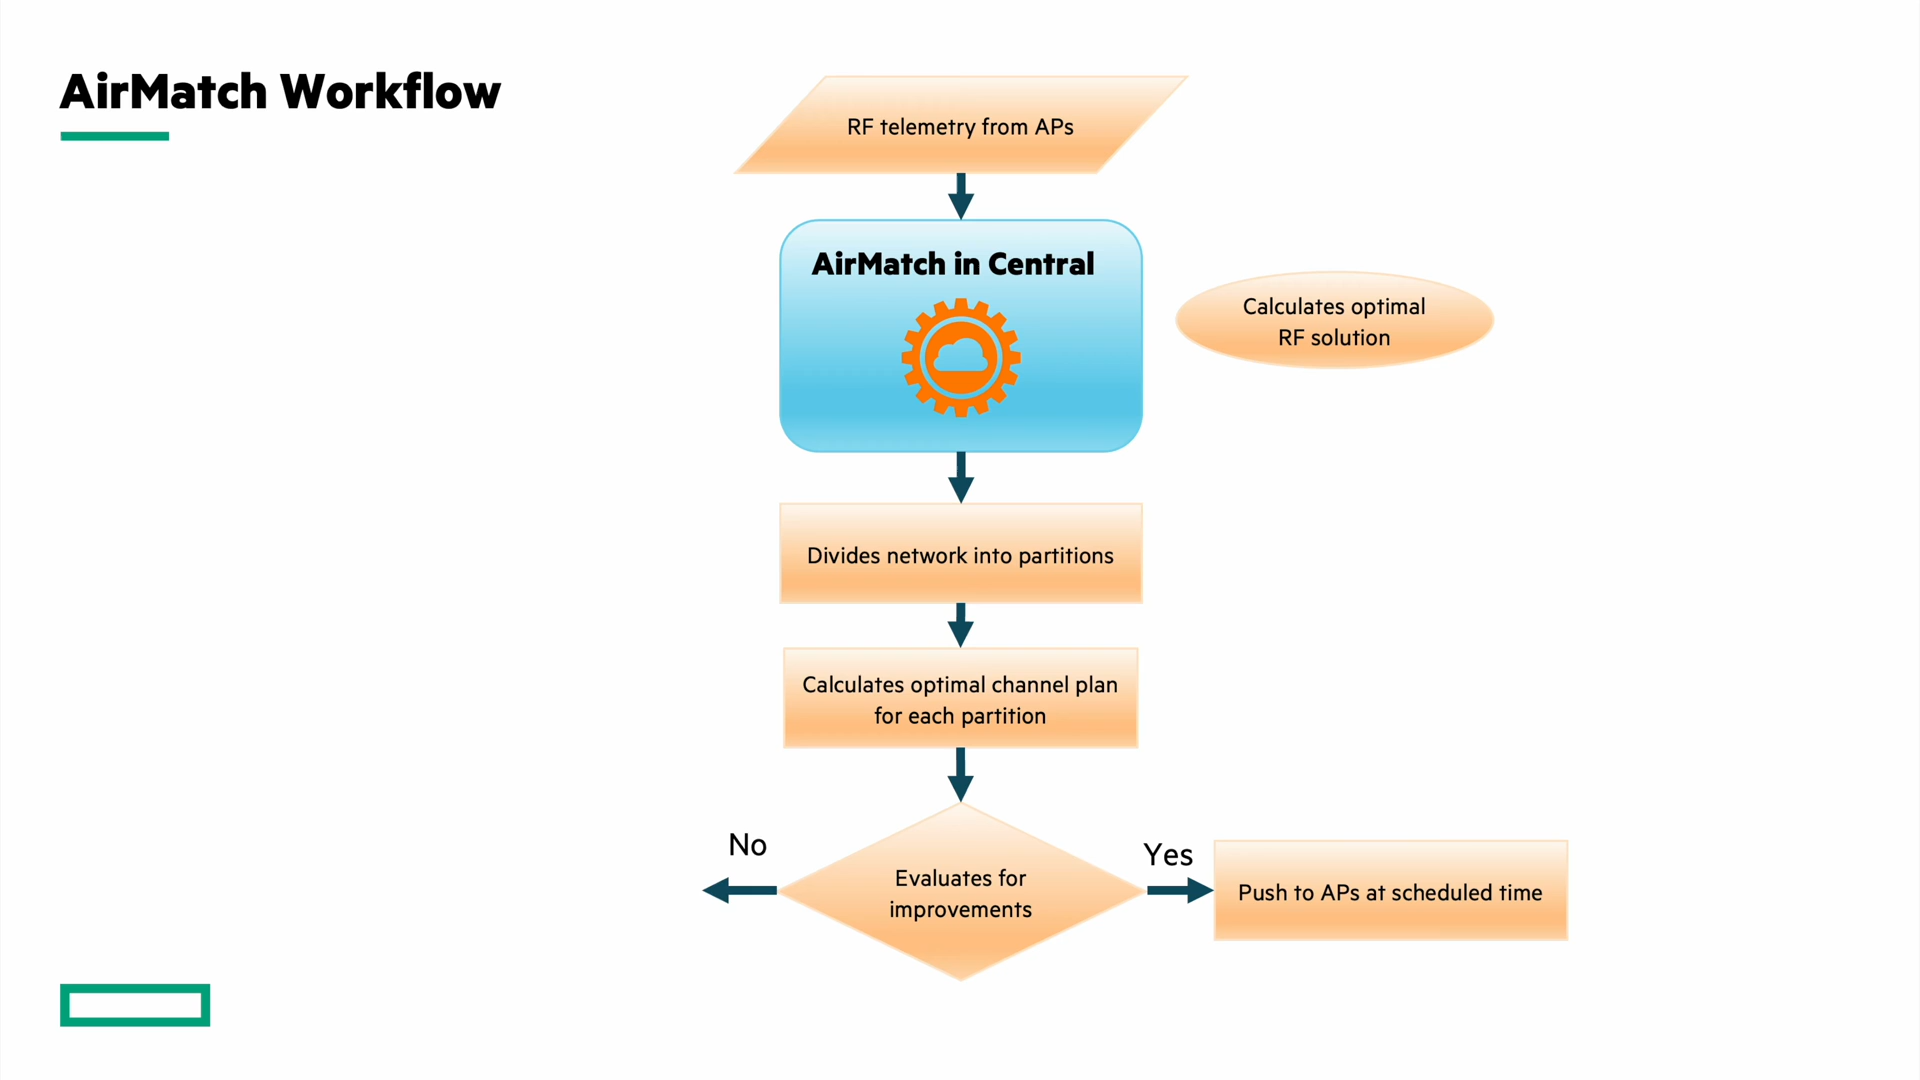 AirMatch Workflow
RF telemetry from APs
AirMatch in Central
Calculates optimal
RF solution
Divides network into partitions
Calculates optimal channel plan
for each partition
No
Evaluates for
improvements
Yes
Push to APs at scheduled time